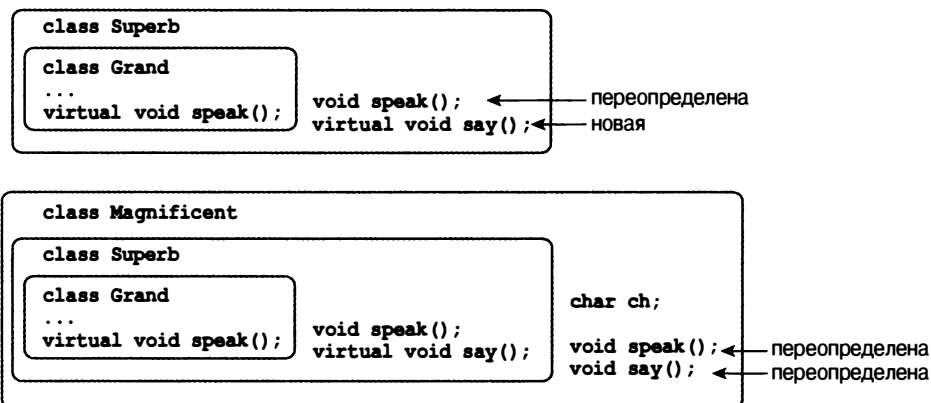 class Superb
class Grand
...
virtual void speak();
void speak();
virtual void say();
переопределена
новая
class Magnificent
class Superb
class Grand
...
virtual void speak();
void speak();
virtual void say();
char ch;
void speak();
void say();
переопределена
переопределена